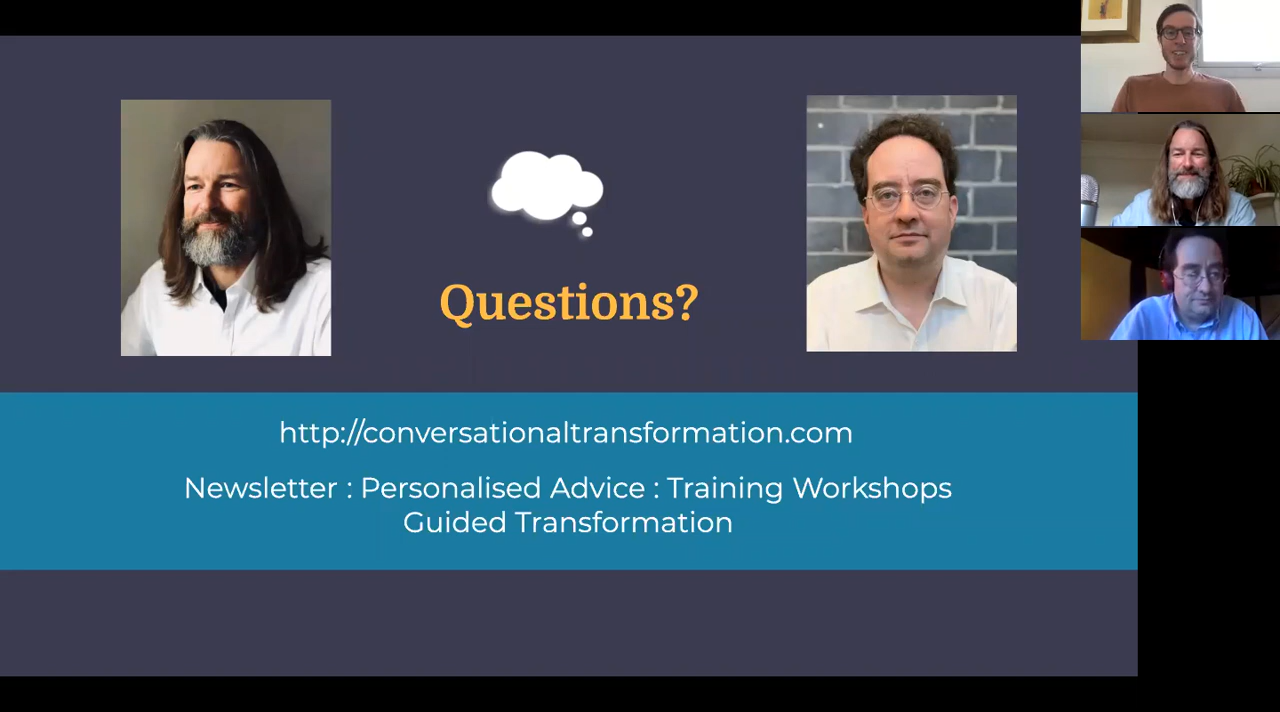 Questions?
http://conversationaltransformation.com
Newsletter : Personalised Advice : Training Workshops
Guided Transformation